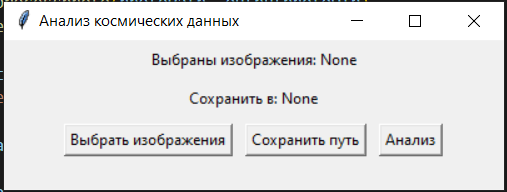 Анализ космических данных
Выбраны изображения: None
Сохранить в: None
Выбрать изображения Сохранить путь Анализ